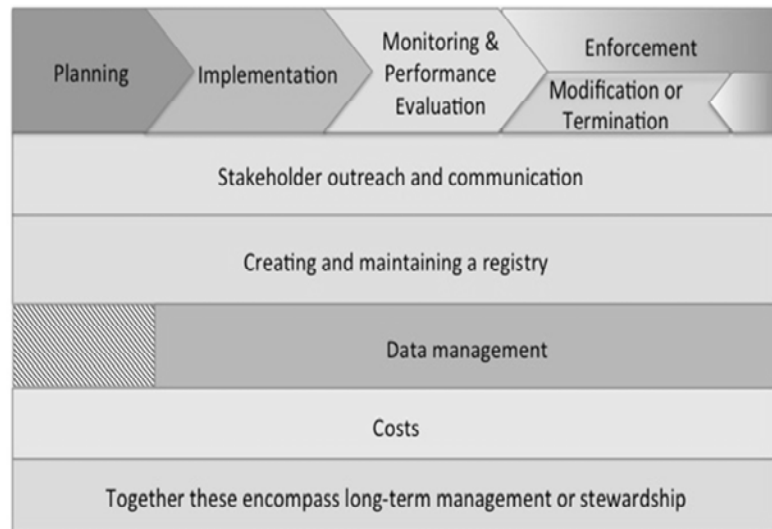 Planning
Implementation
Monitoring &
Performance
Evaluation
Enforcement
Modification or
Termination
Stakeholder outreach and communication
Creating and maintaining a registry
Data management
Costs
Together these encompass long-term management or stewardship